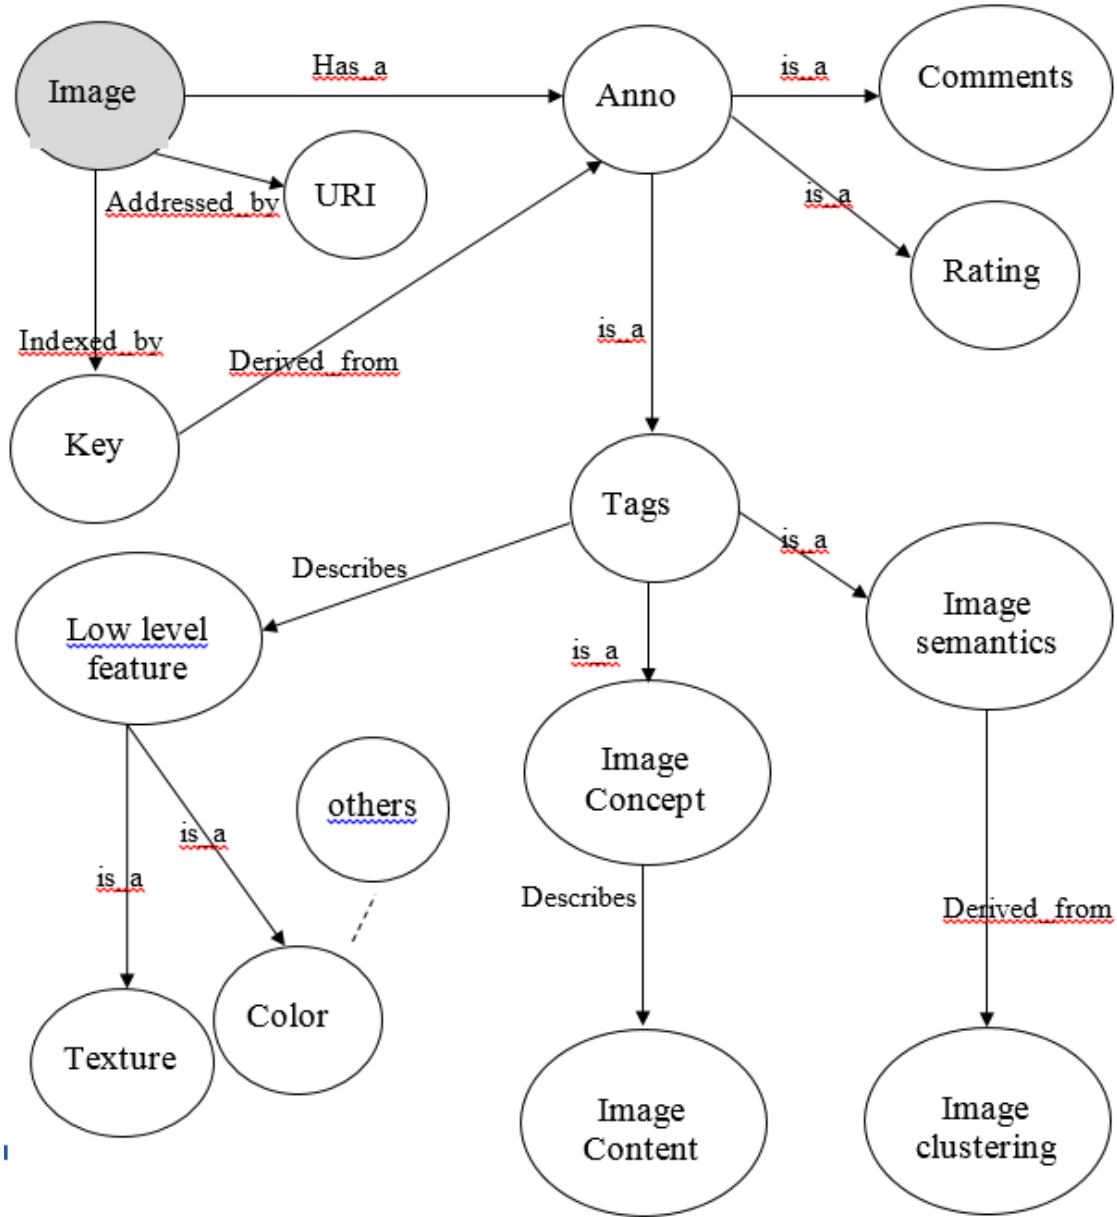 Image
Has_a
Anno
is_a
Comments
Addressed_by
URI
is_a
Rating
Indexed_by
Derived_from
is_a
Key
Tags
Describes
is_a
Low level
feature
is_a
Image
semantics
Image
Concept
others
is_a
is_a
Describes
Derived_from
Color
Texture
Image
Content
Image
clustering